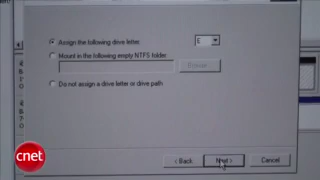 Assign the following drive letter:
E
Mount in the following empty NTFS folder:
Browse...
Do not assign a drive letter or drive path
< Back
Next >
Cancel
cnet